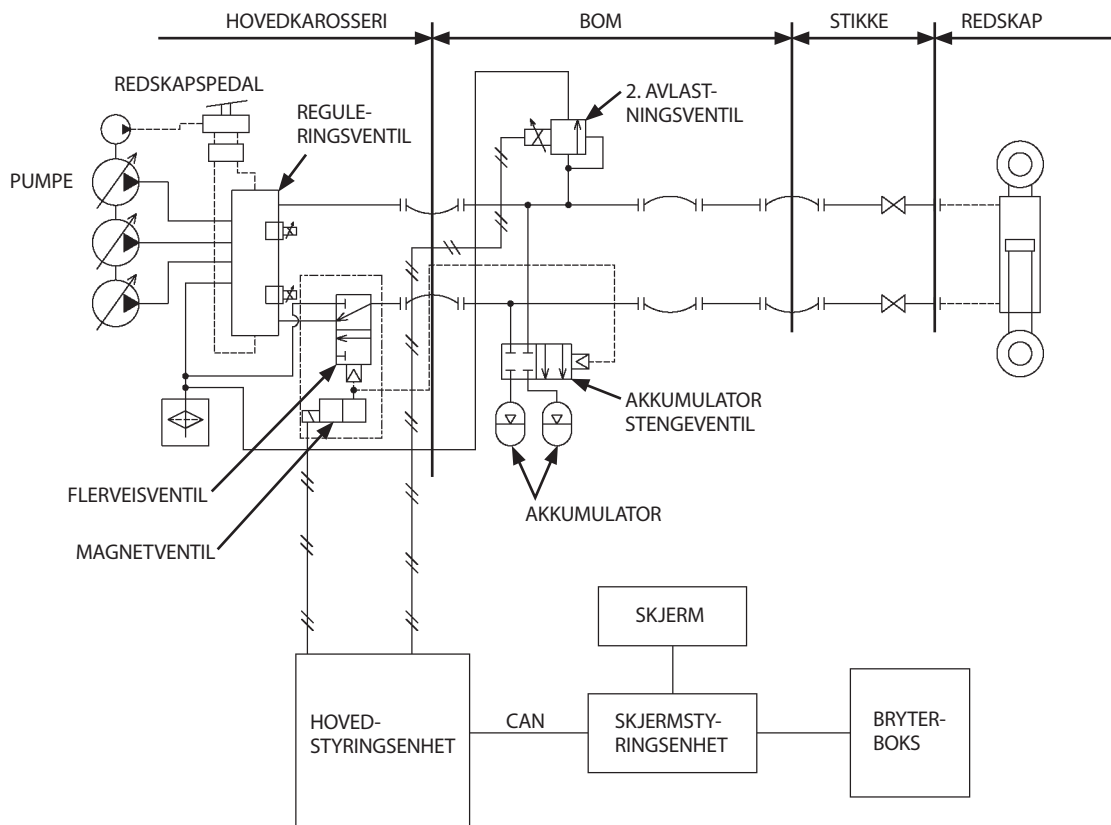 HOVEDKAROSSERI
BOM
STIKKE
REDSKAP
REDSKAPSPEDAL
REGULE-
RINGSVENTIL
2. AVLAST-
NINGSVENTIL
PUMPE
AKKUMULATOR
STENGEVENTIL
FLERVEISVENTIL
AKKUMULATOR
MAGNETVENTIL
SKJERM
HOVED-
STYRINGSENHET
CAN
SKJERMSTY-
RINGSENHET
BRYTER-
BOKS